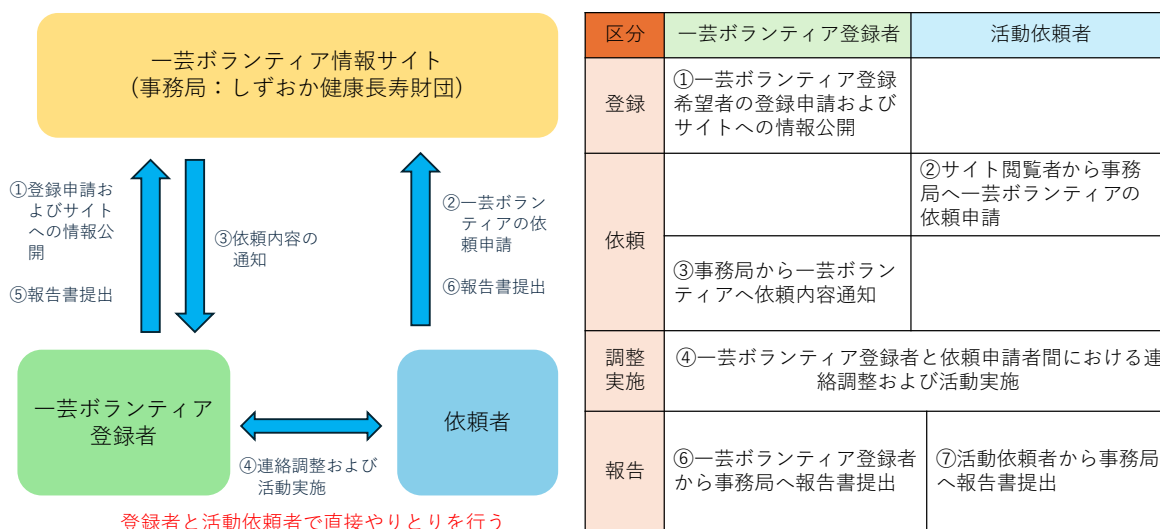 一芸ボランティア情報サイト
(事務局：しずおか健康長寿財団)
①登録申請お
よびサイト
への情報公
開
⑤報告書提出
③依頼内容の
通知
②一芸ボラン
ティアの依
頼申請
⑥報告書提出
一芸ボランティア
登録者
依頼者
④連絡調整および
活動実施
登録者と活動依頼者で直接やりとりを行う
区分
一芸ボランティア登録者
活動依頼者
登録
①一芸ボランティア登録
希望者の登録申請および
サイトへの情報公開
依頼
②サイト閲覧者から事務
局へ一芸ボランティアの
依頼申請
③事務局から一芸ボラン
ティアへ依頼内容通知
調整
実施
④一芸ボランティア登録者と依頼申請者間における連
絡調整および活動実施
報告
⑥一芸ボランティア登録者
から事務局へ報告書提出
⑦活動依頼者から事務局
へ報告書提出